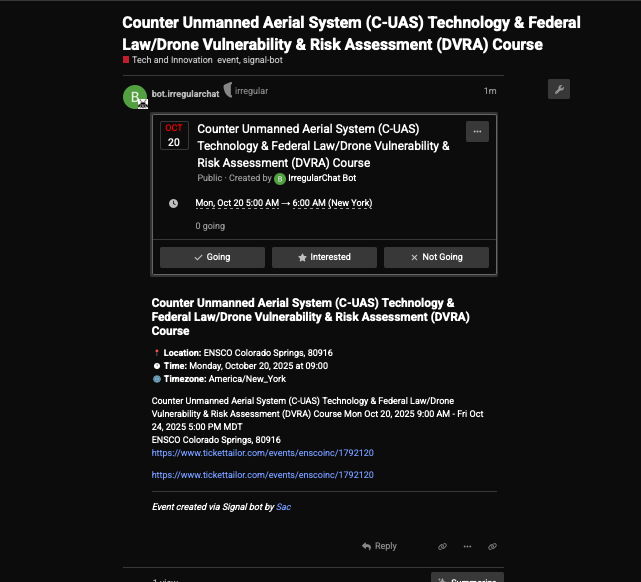 Counter Unmanned Aerial System (C-UAS) Technology & Federal
Law/Drone Vulnerability & Risk Assessment (DVRA) Course
Tech and Innovation event, signal-bot
B
bot.irregularchat irregular 1m
OCT
20
Counter Unmanned Aerial System (C-UAS)
Technology & Federal Law/Drone Vulnerability &
Risk Assessment (DVRA) Course
Public · Created by B IrregularChat Bot
Mon, Oct 20 5:00 AM → 6:00 AM (New York)
0 going
Going Interested Not Going
Counter Unmanned Aerial System (C-UAS) Technology &
Federal Law/Drone Vulnerability & Risk Assessment (DVRA)
Course
Location: ENSCO Colorado Springs, 80916
Time: Monday, October 20, 2025 at 09:00
Timezone: America/New_York
Counter Unmanned Aerial System (C-UAS) Technology & Federal Law/Drone
Vulnerability & Risk Assessment (DVRA) Course Mon Oct 20, 2025 9:00 AM - Fri Oct
24, 2025 5:00 PM MDT
ENSCO Colorado Springs, 80916
https://www.tickettailor.com/events/enscoinc/1792120
https://www.tickettailor.com/events/enscoinc/1792120
Event created via Signal bot by Sac
Reply
1 view Summarize